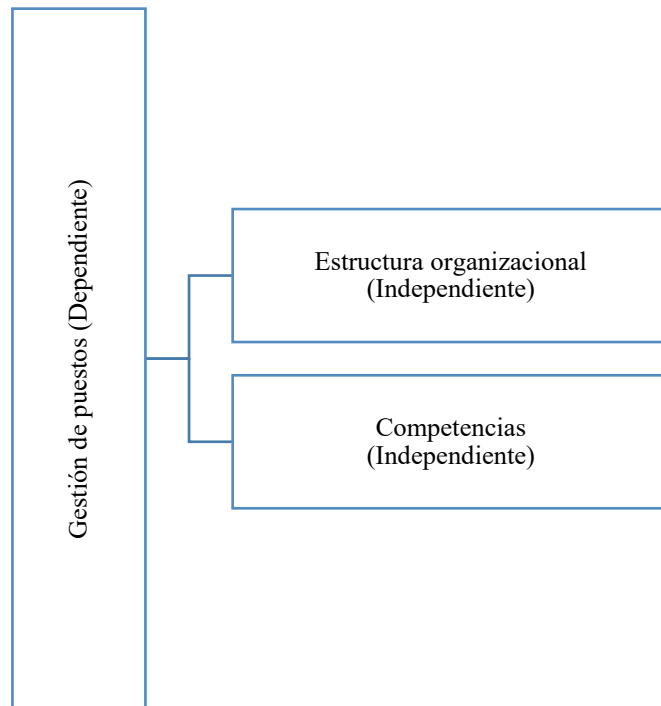 Gestión de puestos (Dependiente)
Estructura organizacional
(Independiente)
Competencias
(Independiente)